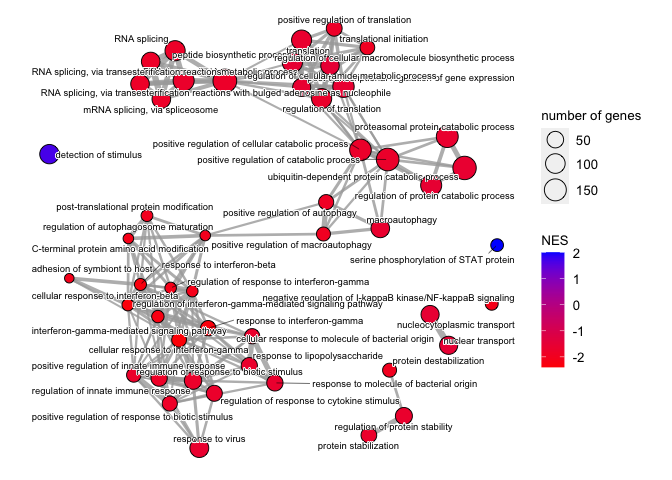 positive regulation of translation
RNA splicing
translational initiation
peptide biosynthetic process
translation
regulation of cellular macromolecule biosynthetic process
RNA splicing, via transesterification reactions
metabolic process
regulation of cellular amide metabolic process
of gene expression
RNA splicing, via transesterification reactions with bulged adenosine as nucleophile
mRNA splicing, via spliceosome
regulation of translation
number of genes
50
100
150
proteasomal protein catabolic process
positive regulation of cellular catabolic process
detection of stimulus
positive regulation of catabolic process
ubiquitin-dependent protein catabolic process
regulation of protein catabolic process
post-translational protein modification
positive regulation of autophagy
macroautophagy
regulation of autophagosome maturation
C-terminal protein amino acid modification
positive regulation of macroautophagy
serine phosphorylation of STAT protein
NES
2
1
0
-1
-2
adhesion of symbiont to host
response to interferon-beta
regulation of response to interferon-gamma
cellular response to interferon-beta
negative regulation of I-kappaB kinase/NF-kappaB signaling
regulation of interferon-gamma-mediated signaling pathway
response to interferon-gamma
nucleocytoplasmic transport
interferon-gamma-mediated signaling pathway
cellular response to molecule of bacterial origin
nuclear transport
cellular response to interferon-gamma
response to lipopolysaccharide
protein destabilization
positive regulation of innate immune response
regulation of response to biotic stimulus
response to molecule of bacterial origin
regulation of innate immune response
regulation of response to cytokine stimulus
positive regulation of response to biotic stimulus
regulation of protein stability
response to virus
protein stabilization